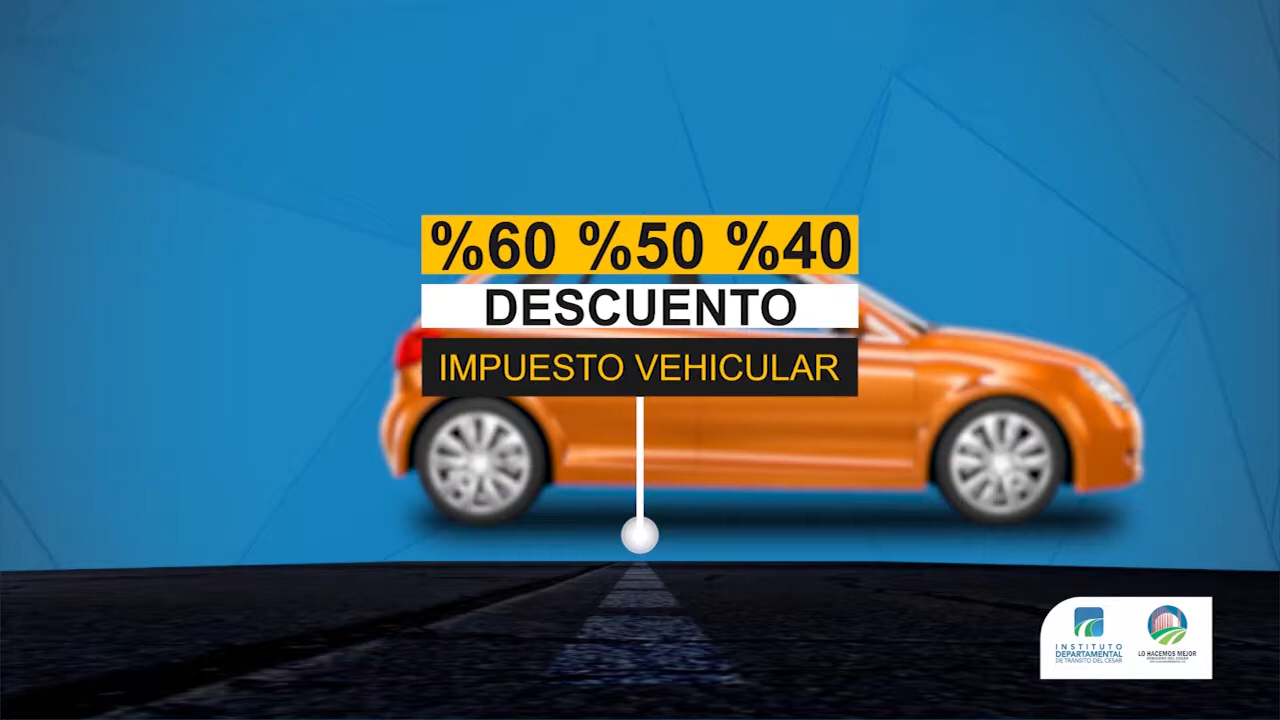 %60 %50 %40
DESCUENTO
IMPUESTO VEHICULAR
INSTITUTO
DEPARTAMENTAL
DE TRÁNSITO DEL CESAR
LO HACEMOS MEJOR